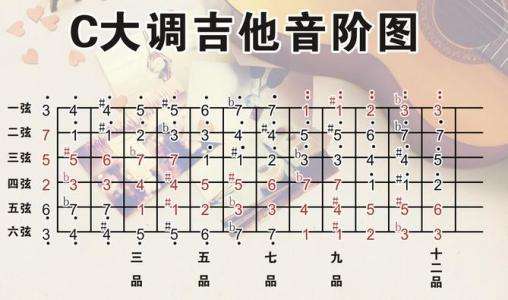 C大调吉他音阶图
一弦 3 4 #4 5 #5 6 b7 7 1 #1 2 b3 3
二弦 7 1 #1 2 b3 3 4 #4 5 #5 6 b7 7
三弦 5 #5 6 b7 7 1 #1 2 b3 3 4 #4 5
四弦 2 b3 3 4 #4 5 #5 6 b7 7 1 #1 2
五弦 6 b7 7 1 #1 2 b3 3 4 #4 5 #5 6
六弦 3 4 #4 5 #5 6 b7 7 1 #1 2 b3 3
三品 五品 七品 九品 十二品